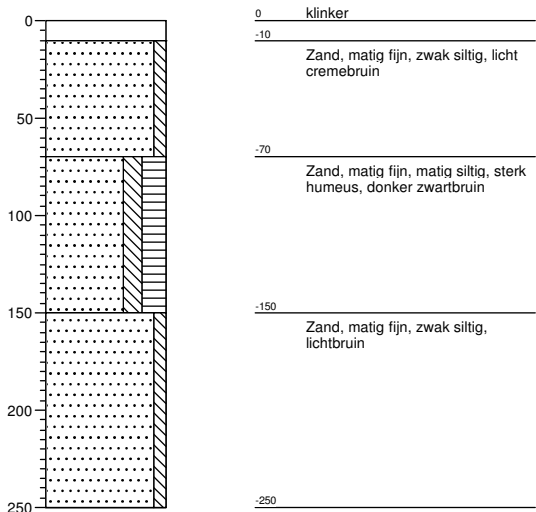 0
50
100
150
200
250
0 klinker
-10
Zand, matig fijn, zwak siltig, licht
cremebruin
-70
Zand, matig fijn, matig siltig, sterk
humeus, donker zwartbruin
-150
Zand, matig fijn, zwak siltig,
lichtbruin
-250